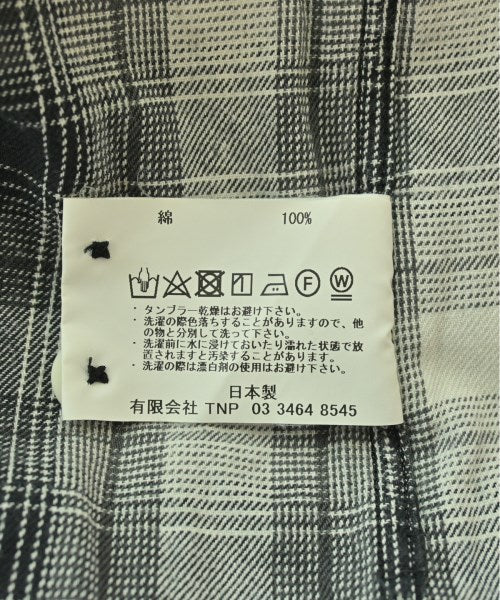 綿 100%
F W
・タンブラー乾燥はお避け下さい。
・洗濯の際色落ちすることがありますので、他
の物と分別して洗って下さい。
・洗濯前に水に浸けておいたり濡れた状態で放
置されますと汚染することがあります。
・洗濯の際は漂白剤の使用はお避け下さい。
日本製
有限会社 TNP 03 3464 8545